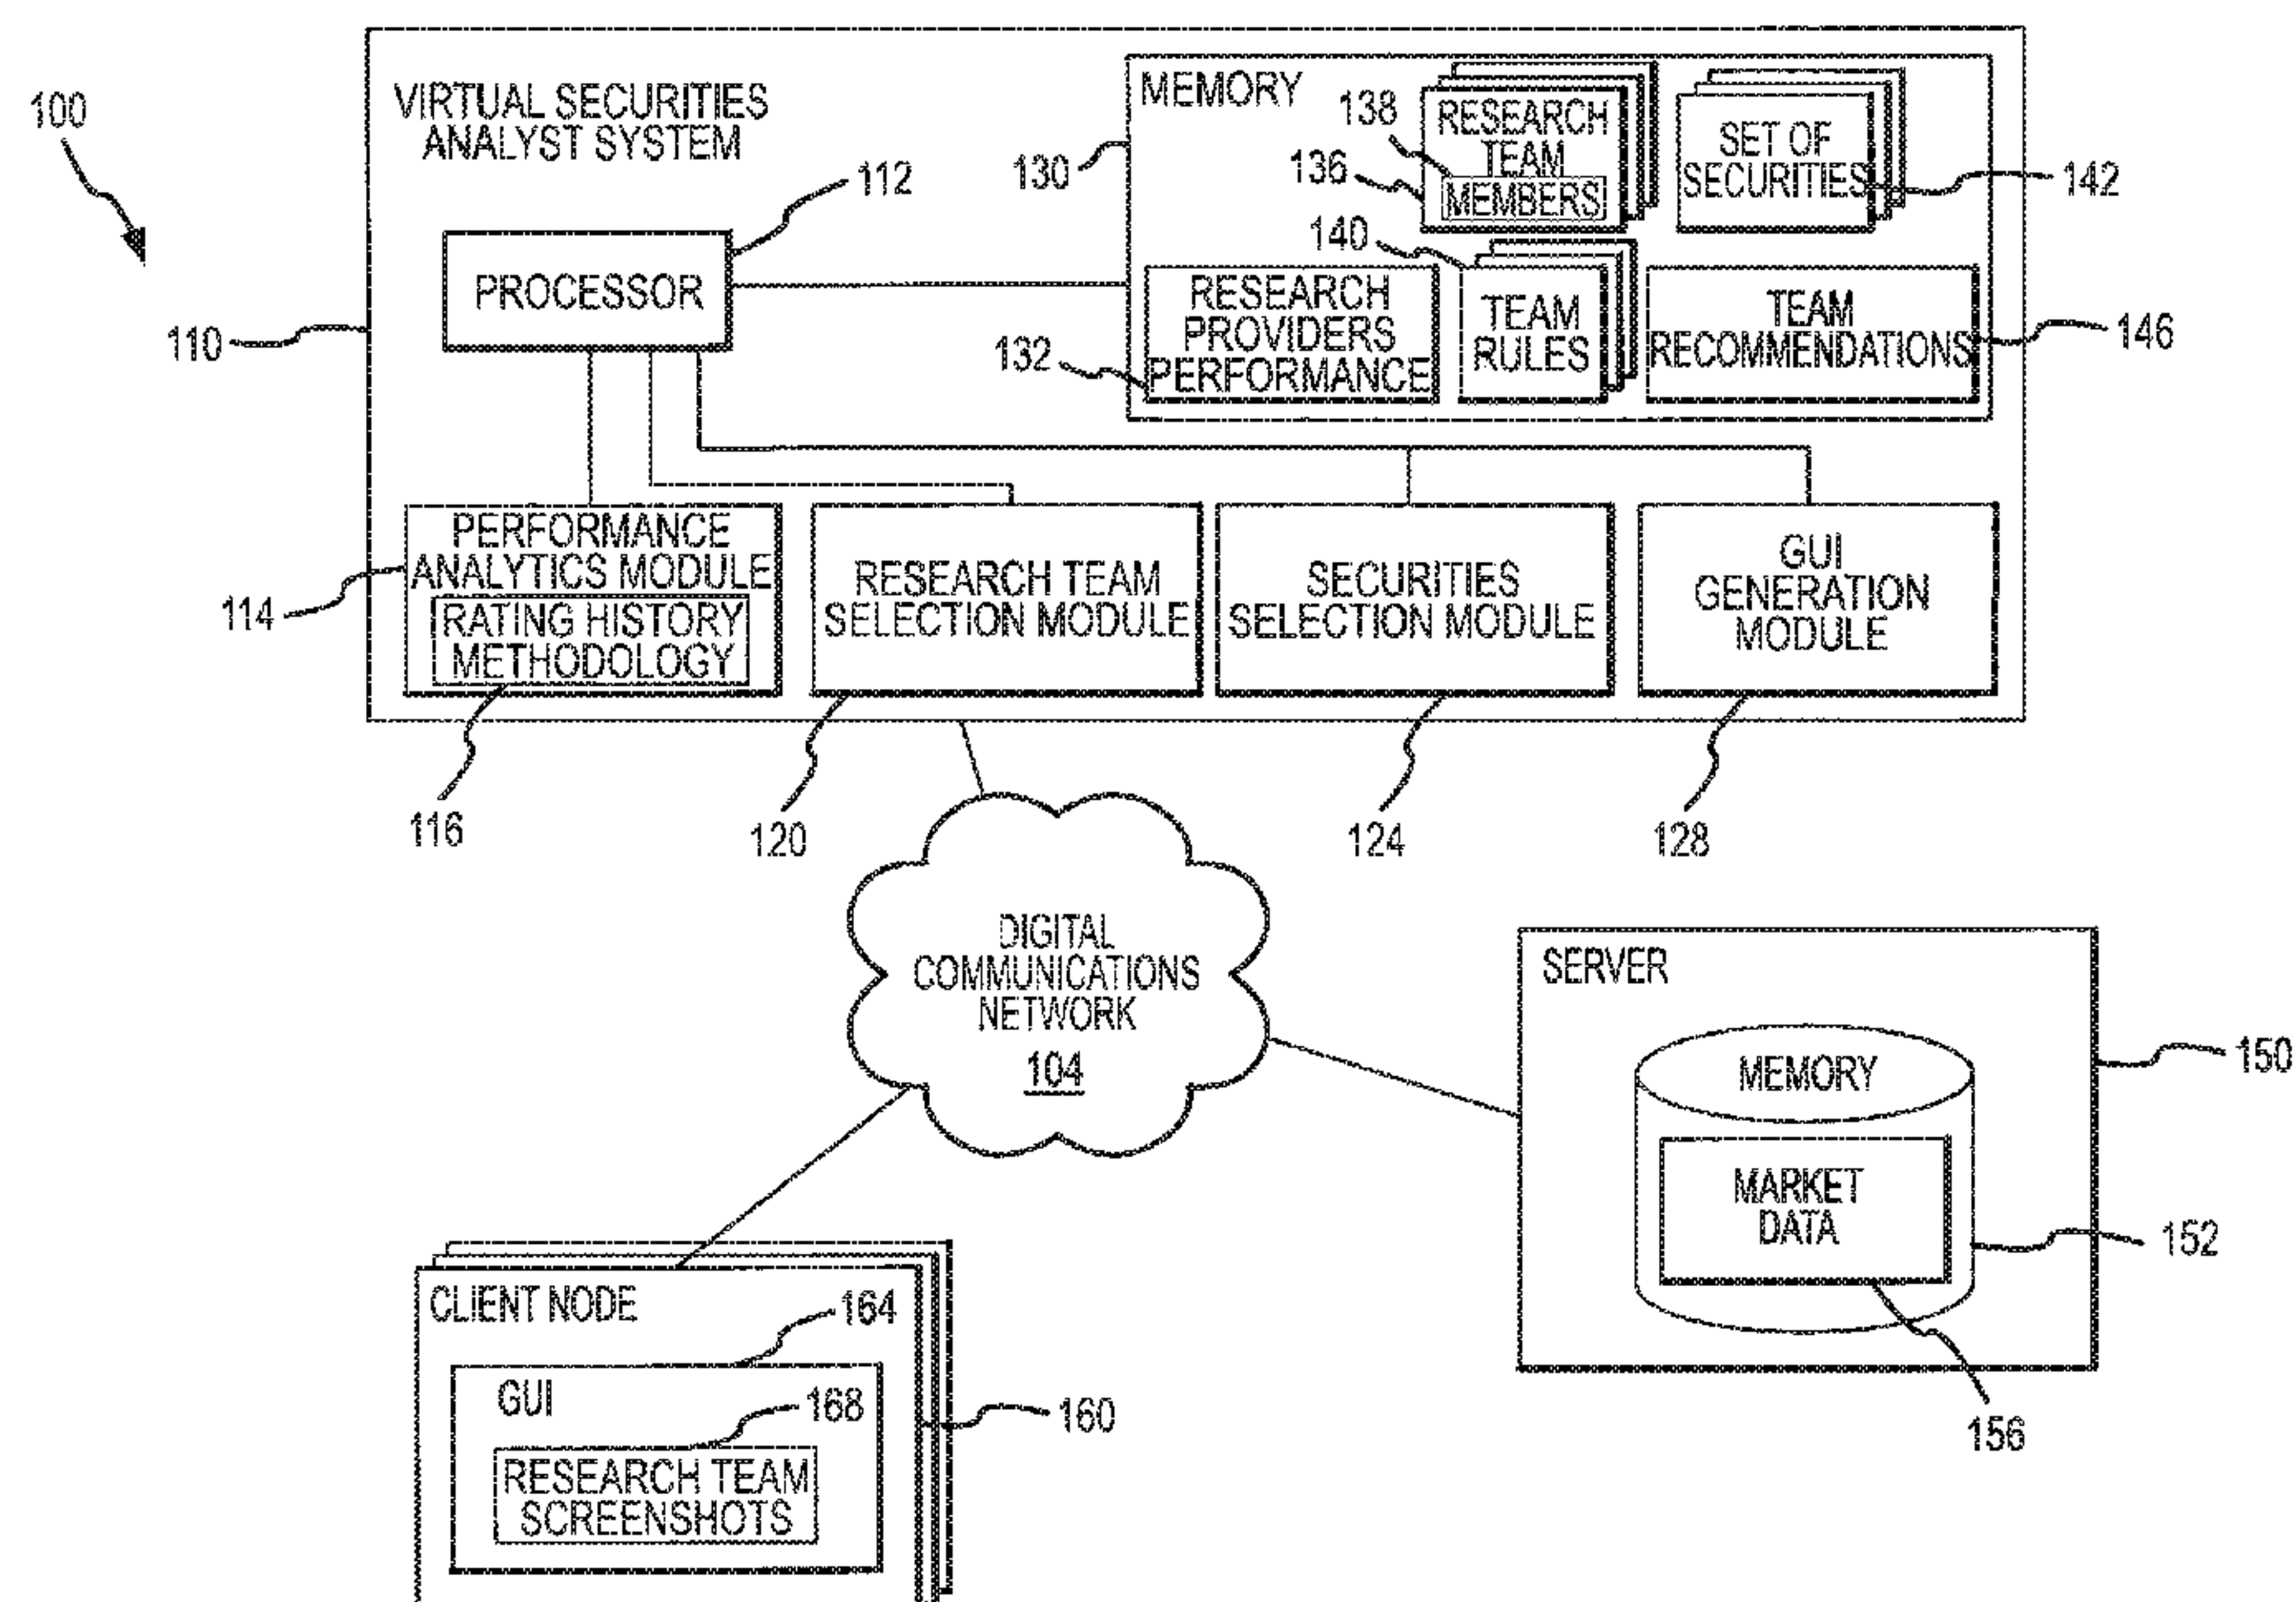 100
VIRTUAL SECURITIES
ANALYST SYSTEM
MEMORY
138
RESEARCH
TEAM
MEMBERS
SET OF
SECURITIES
130
136
142
112
PROCESSOR
140
110
132
RESEARCH
PROVIDERS
PERFORMANCE
TEAM
RULES
TEAM
RECOMMENDATIONS
146
114
PERFORMANCE
ANALYTICS MODULE
RATING HISTORY
METHODOLOGY
RESEARCH TEAM
SELECTION MODULE
SECURITIES
SELECTION MODULE
GUI
GENERATION
MODULE
116
120
124
128
DIGITAL
COMMUNICATIONS
NETWORK
104
SERVER
MEMORY
150
MARKET
DATA
152
156
CLIENT NODE
164
GUI
168
160
RESEARCH TEAM
SCREENSHOTS